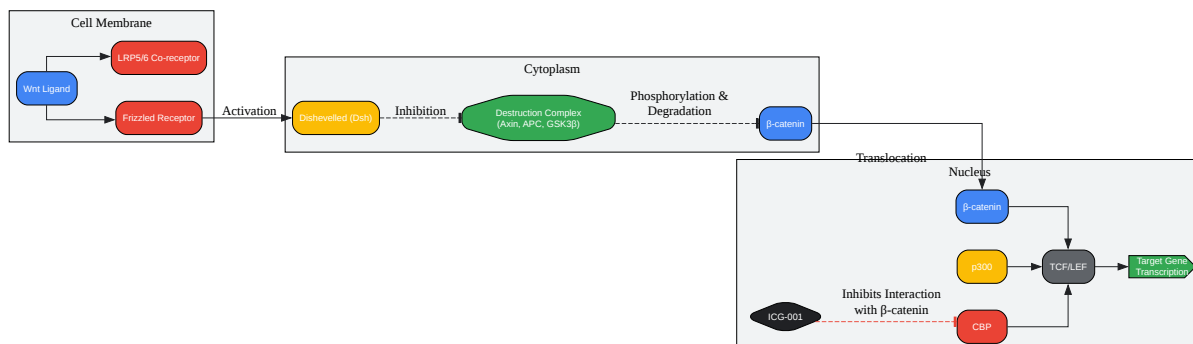 Cell Membrane
LRP5/6 Co-receptor
Wnt Ligand
Frizzled Receptor
Activation
Cytoplasm
Dishevelled (Dsh)
Inhibition
Destruction Complex
(Axin, APC, GSK3β)
Phosphorylation &
Degradation
β-catenin
Translocation
Nucleus
β-catenin
p300
TCF/LEF
Target Gene
Transcription
ICG-001
Inhibits Interaction
with β-catenin
CBP